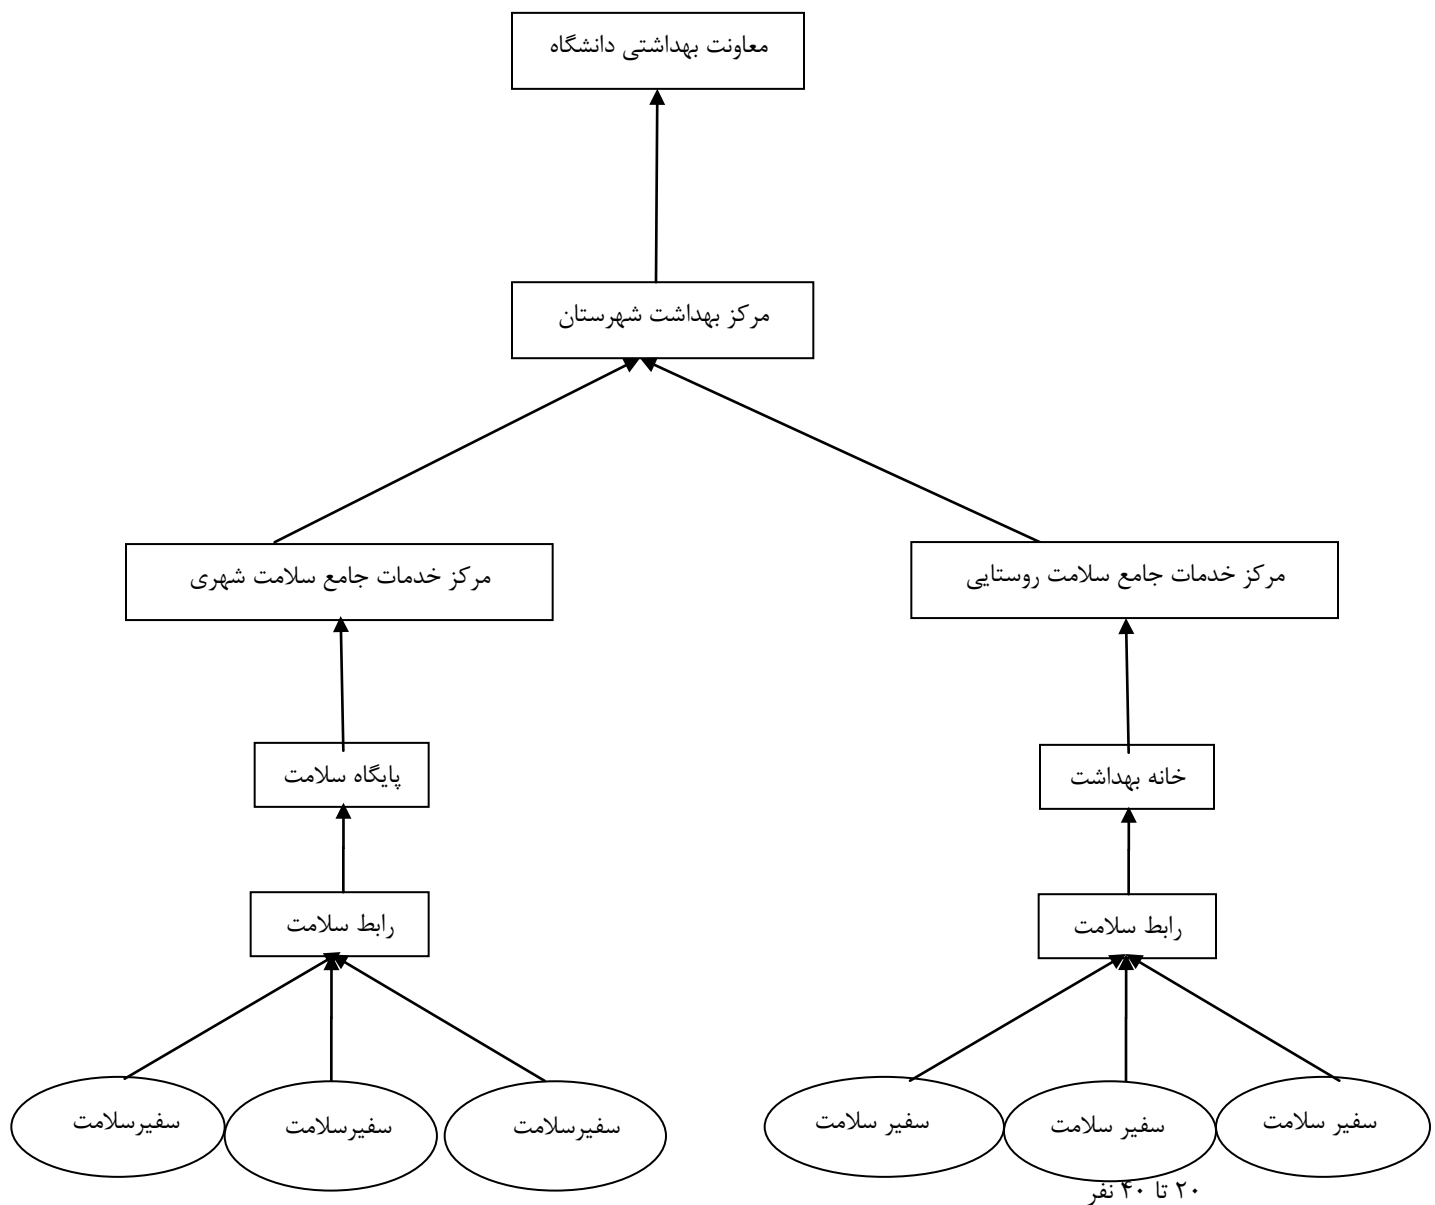 معاونت بهداشتی دانشگاه
مرکز بهداشت شهرستان
مرکز خدمات جامع سلامت روستایی
مرکز خدمات جامع سلامت شهری
خانه بهداشت
پایگاه سلامت
رابط سلامت
رابط سلامت
سفیر سلامت
سفیر سلامت
سفیر سلامت
سفیرسلامت
سفیرسلامت
سفیرسلامت
۲۰ تا ۴۰ نفر